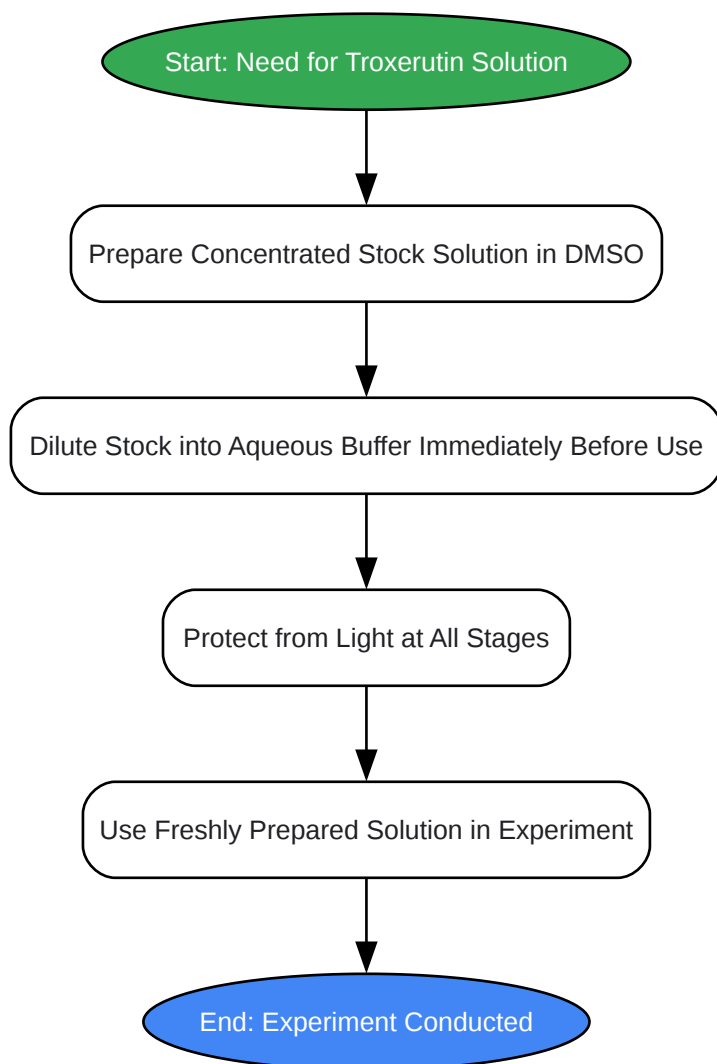 Start: Need for Troxerutin Solution
Prepare Concentrated Stock Solution in DMSO
Dilute Stock into Aqueous Buffer Immediately Before Use
Protect from Light at All Stages
Use Freshly Prepared Solution in Experiment
End: Experiment Conducted